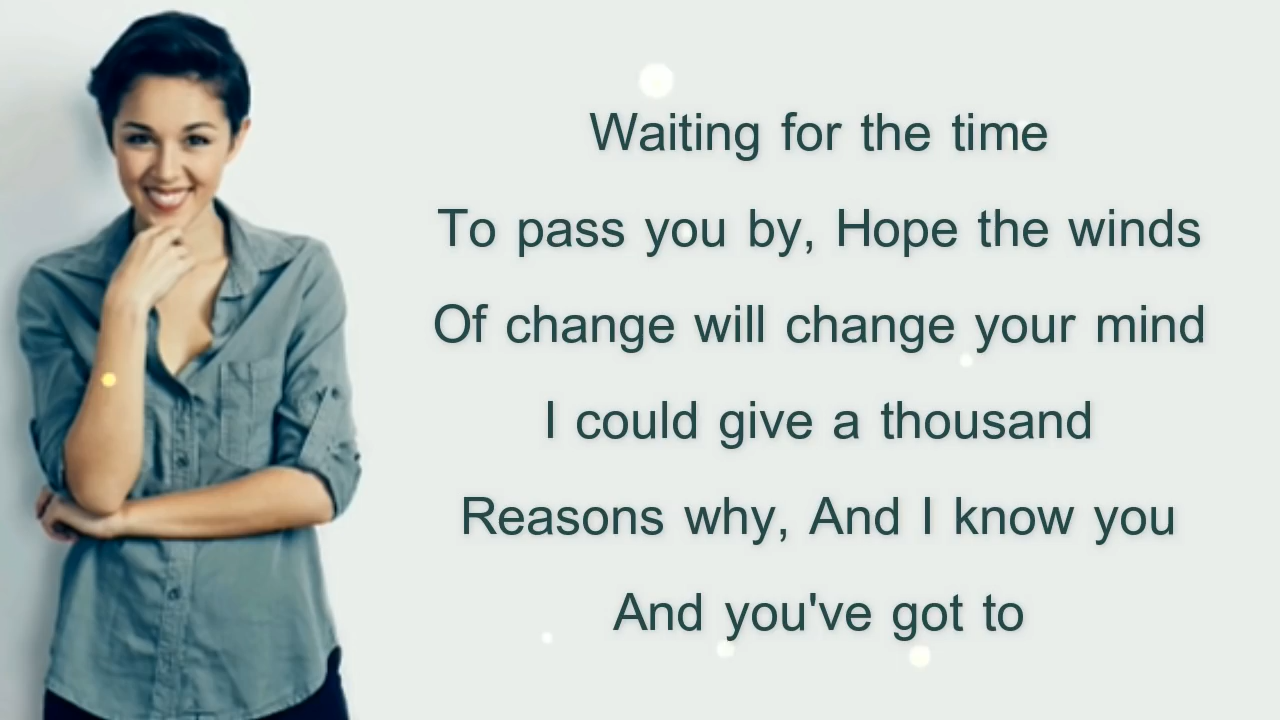 Waiting for the time
To pass you by, Hope the winds
Of change will change your mind
I could give a thousand
Reasons why, And I know you
And you've got to